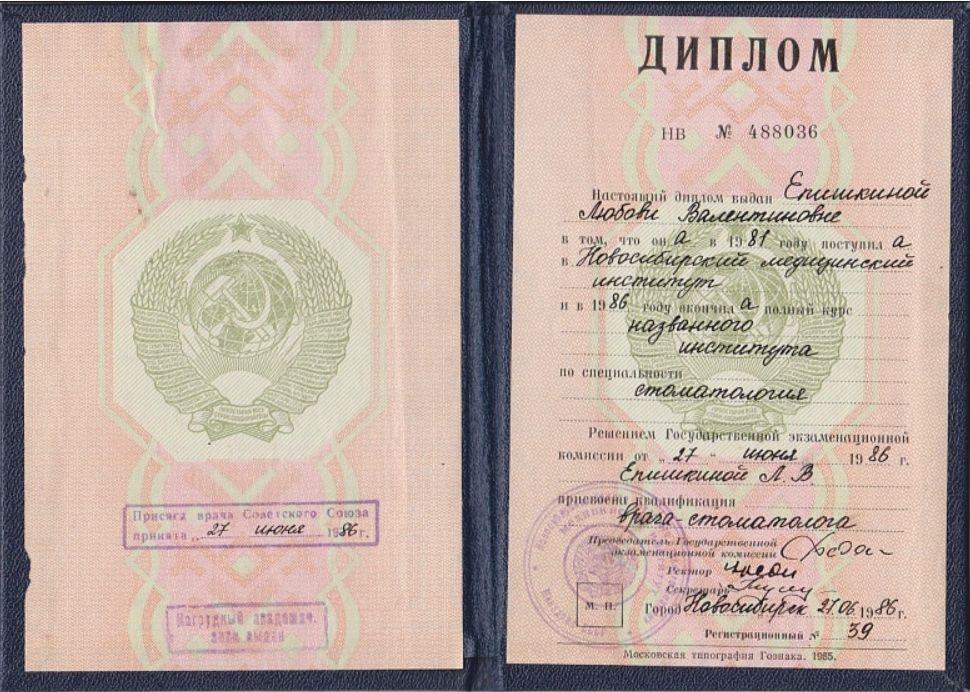 Присяга врача Советского Союза
принята „ 27 июня 1986 г.
Нагрудный академич.
знак выдан
ДИПЛОМ
НВ № 488036
Настоящий диплом выдан Епишкиной
Любови Валентиновне
в том, что он а в 1981 году поступил а
в Новосибирский медицинский
институт
и в 1986 году окончил а полный курс
названного
института
по специальности
стоматология
Решением Государственной экзаменационной
комиссии от „ 27 “ июня 1986 г.
Епишкиной Л. В
присвоена квалификация
врача-стоматолога
Председатель Государственной
экзаменационной комиссии
Ректор
Секретарь
М. П.
Город Новосибирск 27.06 1986 г.
Регистрационный № 39
Московская типография Гознака. 1985.